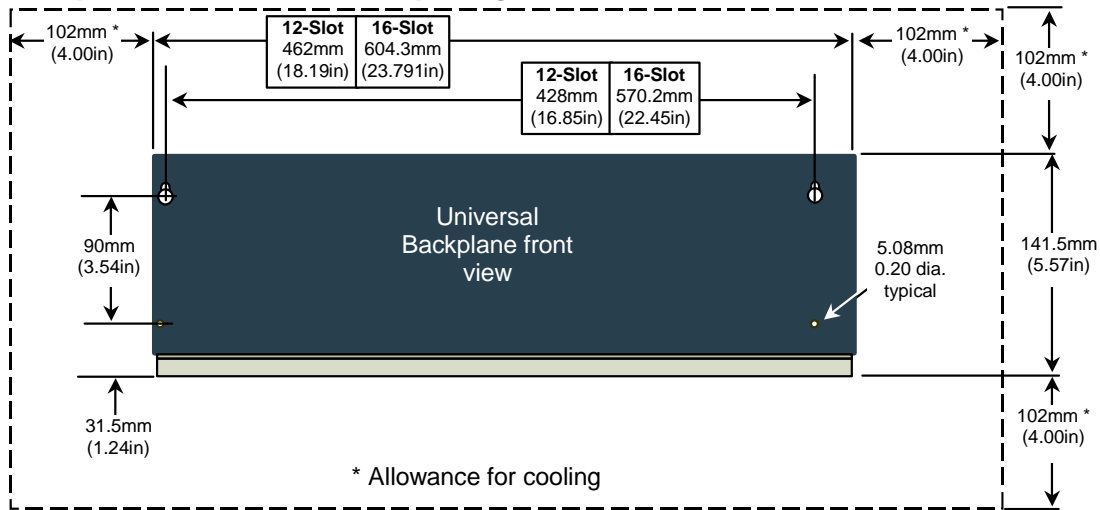 102mm *
(4.00in)
12-Slot
462mm
(18.19in)
16-Slot
604.3mm
(23.791in)
102mm *
(4.00in)
102mm *
(4.00in)
12-Slot
428mm
(16.85in)
16-Slot
570.2mm
(22.45in)
Universal
Backplane front
view
90mm
(3.54in)
5.08mm
0.20 dia.
typical
141.5mm
(5.57in)
31.5mm
(1.24in)
102mm *
(4.00in)
* Allowance for cooling